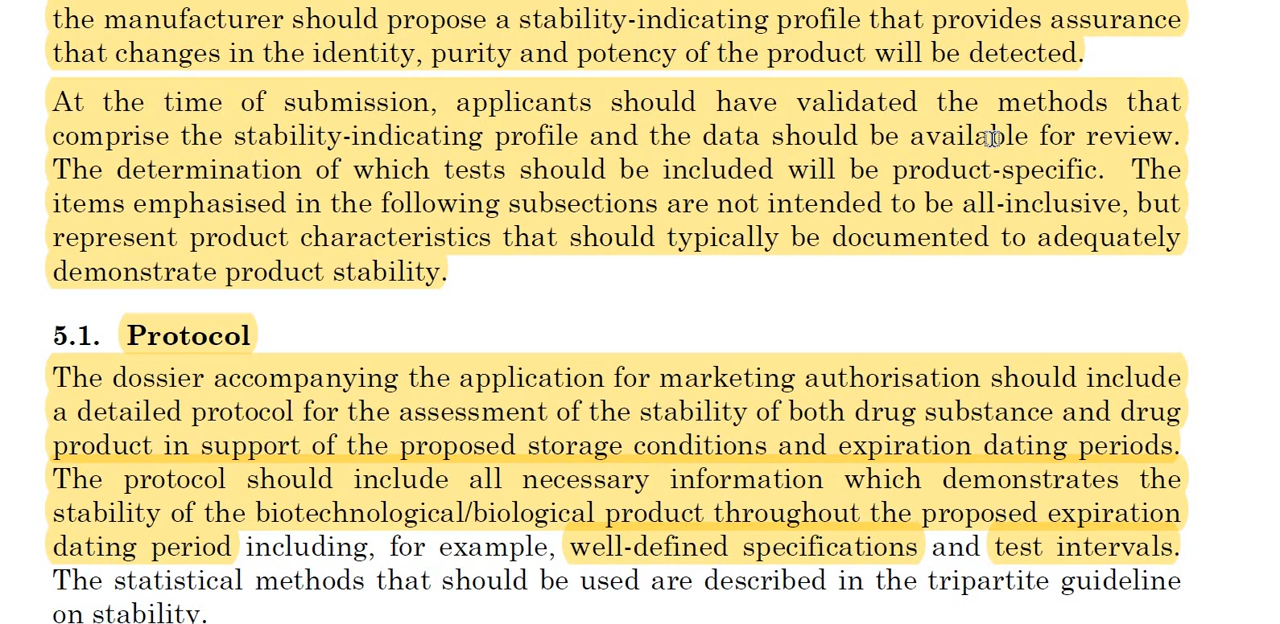 the manufacturer should propose a stability-indicating profile that provides assurance
that changes in the identity, purity and potency of the product will be detected.
At the time of submission, applicants should have validated the methods that
comprise the stability-indicating profile and the data should be available for review.
The determination of which tests should be included will be product-specific. The
items emphasised in the following subsections are not intended to be all-inclusive, but
represent product characteristics that should typically be documented to adequately
demonstrate product stability.
5.1. Protocol
The dossier accompanying the application for marketing authorisation should include
a detailed protocol for the assessment of the stability of both drug substance and drug
product in support of the proposed storage conditions and expiration dating periods.
The protocol should include all necessary information which demonstrates the
stability of the biotechnological/biological product throughout the proposed expiration
dating period including, for example, well-defined specifications and test intervals.
The statistical methods that should be used are described in the tripartite guideline
on stability.